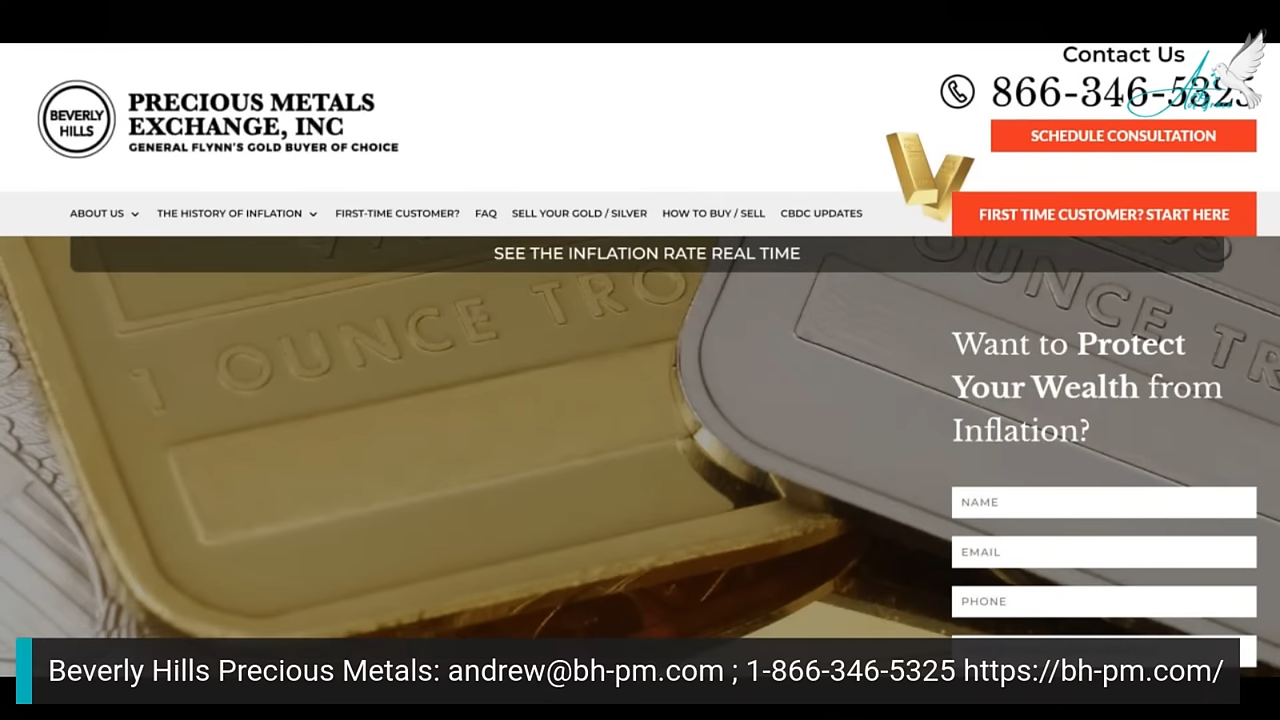 Contact Us
866-346-5325
SCHEDULE CONSULTATION
BEVERLY
HILLS
PRECIOUS METALS
EXCHANGE, INC
GENERAL FLYNN'S GOLD BUYER OF CHOICE
ABOUT US THE HISTORY OF INFLATION FIRST-TIME CUSTOMER? FAQ SELL YOUR GOLD / SILVER HOW TO BUY / SELL CBDC UPDATES
FIRST TIME CUSTOMER? START HERE
SEE THE INFLATION RATE REAL TIME
1 OUNCE TRO
OUNCE TR
Want to Protect
Your Wealth from
Inflation?
NAME
EMAIL
PHONE
Beverly Hills Precious Metals: andrew@bh-pm.com ; 1-866-346-5325 https://bh-pm.com/